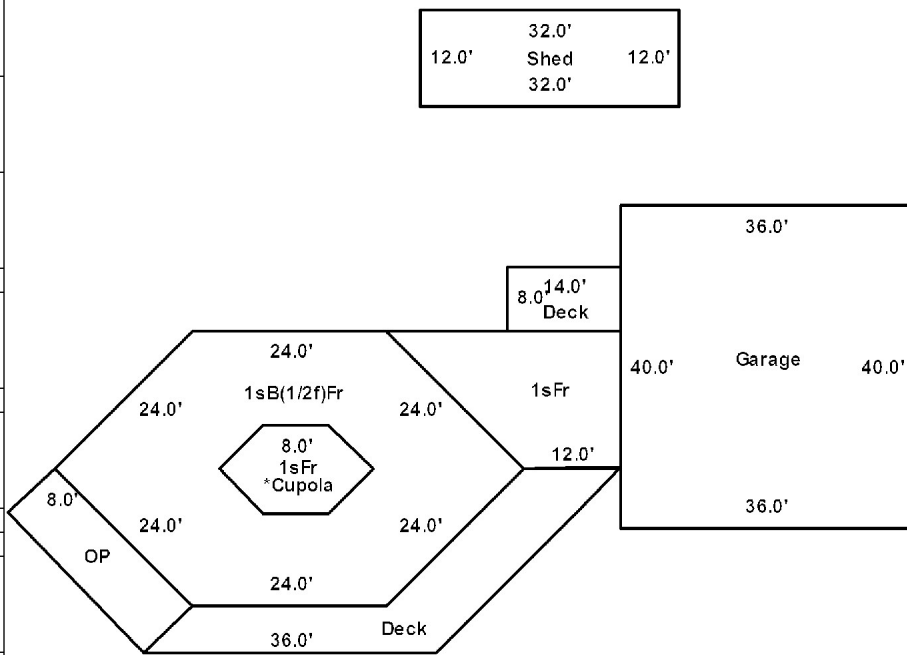 32.0'
12.0' Shed 12.0'
32.0'
36.0'
14.0'
8.0'
Deck
24.0'
40.0' Garage 40.0'
1sB(1/2f)Fr
1sFr
24.0' 24.0'
8.0'
12.0'
1sFr
*Cupola
8.0'
36.0'
24.0' 24.0'
OP
24.0'
Deck
36.0'